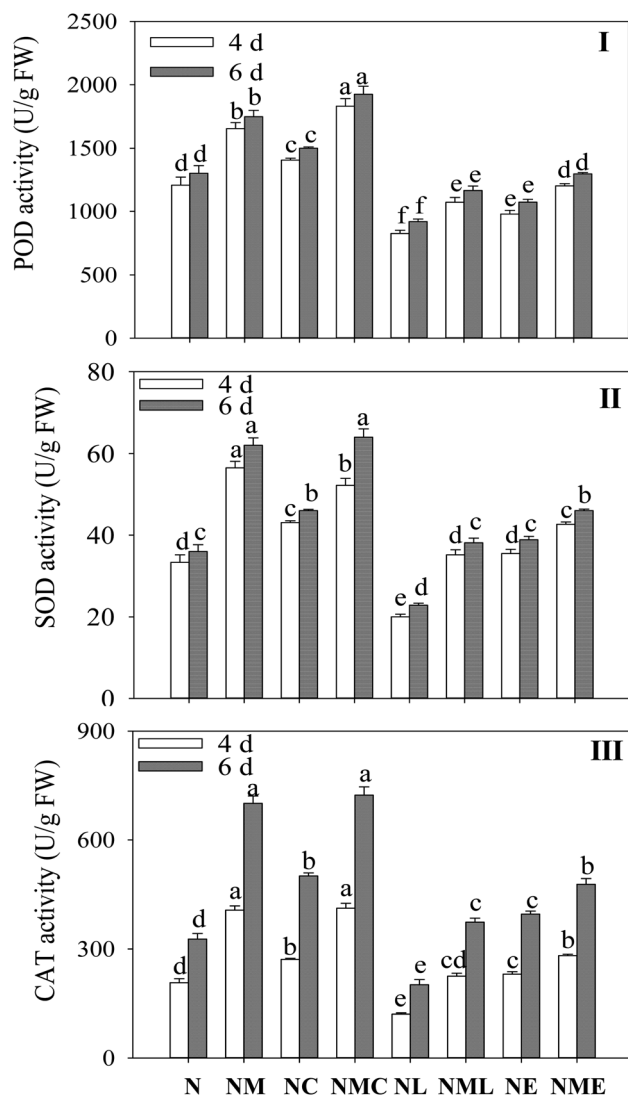 2500
2000
1500
1000
500
0
POD activity (U/g FW)
4 d
6 d
I
d d b b c c a a f f e e e e d d
80
60
40
20
0
SOD activity (U/g FW)
4 d
6 d
II
d c a a c b b a e d d c d c c b
900
600
300
0
CAT activity (U/g FW)
4 d
6 d
III
d d a a b b a a e e cd c c c b b
N NM NC NMC NL NML NE NME